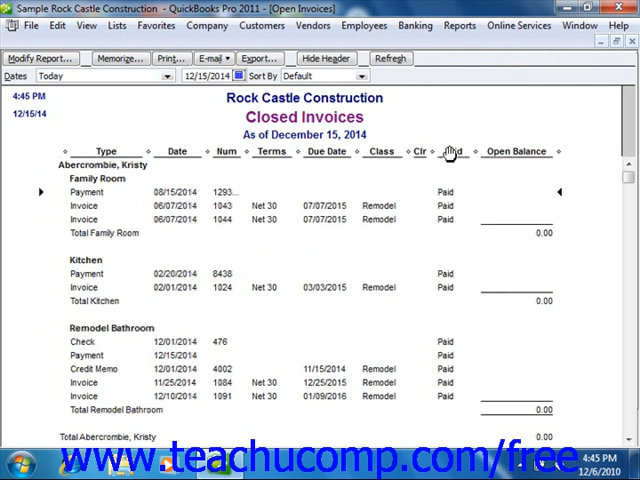 Sample Rock Castle Construction - QuickBooks Pro 2011 - [Open Invoices]
File Edit View Lists Favorites Company Customers Vendors Employees Banking Reports Online Services Window Help
Modify Report... Memorize... Print... E-mail Export... Hide Header Refresh
Dates Today 12/15/2014 Sort By Default
4:45 PM
Rock Castle Construction
12/15/14
Closed Invoices
As of December 15, 2014
Type Date Num Terms Due Date Class Clr Open Balance
Abercrombie, Kristy
Family Room
Payment 08/15/2014 1293... Paid
Invoice 06/07/2014 1043 Net 30 07/07/2015 Remodel Paid
Invoice 06/07/2014 1044 Net 30 07/07/2015 Remodel Paid
Total Family Room 0.00
Kitchen
Payment 02/20/2014 8438 Paid
Invoice 02/01/2014 1024 Net 30 03/03/2015 Remodel Paid
Total Kitchen 0.00
Remodel Bathroom
Check 12/01/2014 476 Paid
Payment 12/15/2014 Paid
Credit Memo 12/01/2014 4002 11/15/2014 Remodel Paid
Invoice 11/25/2014 1084 Net 30 12/25/2015 Remodel Paid
Invoice 12/10/2014 1091 Net 30 01/09/2016 Remodel Paid
Total Remodel Bathroom 0.00
Total Abercrombie, Kristy 0.00
www.teachucomp.com/free
4:45 PM
12/6/2010